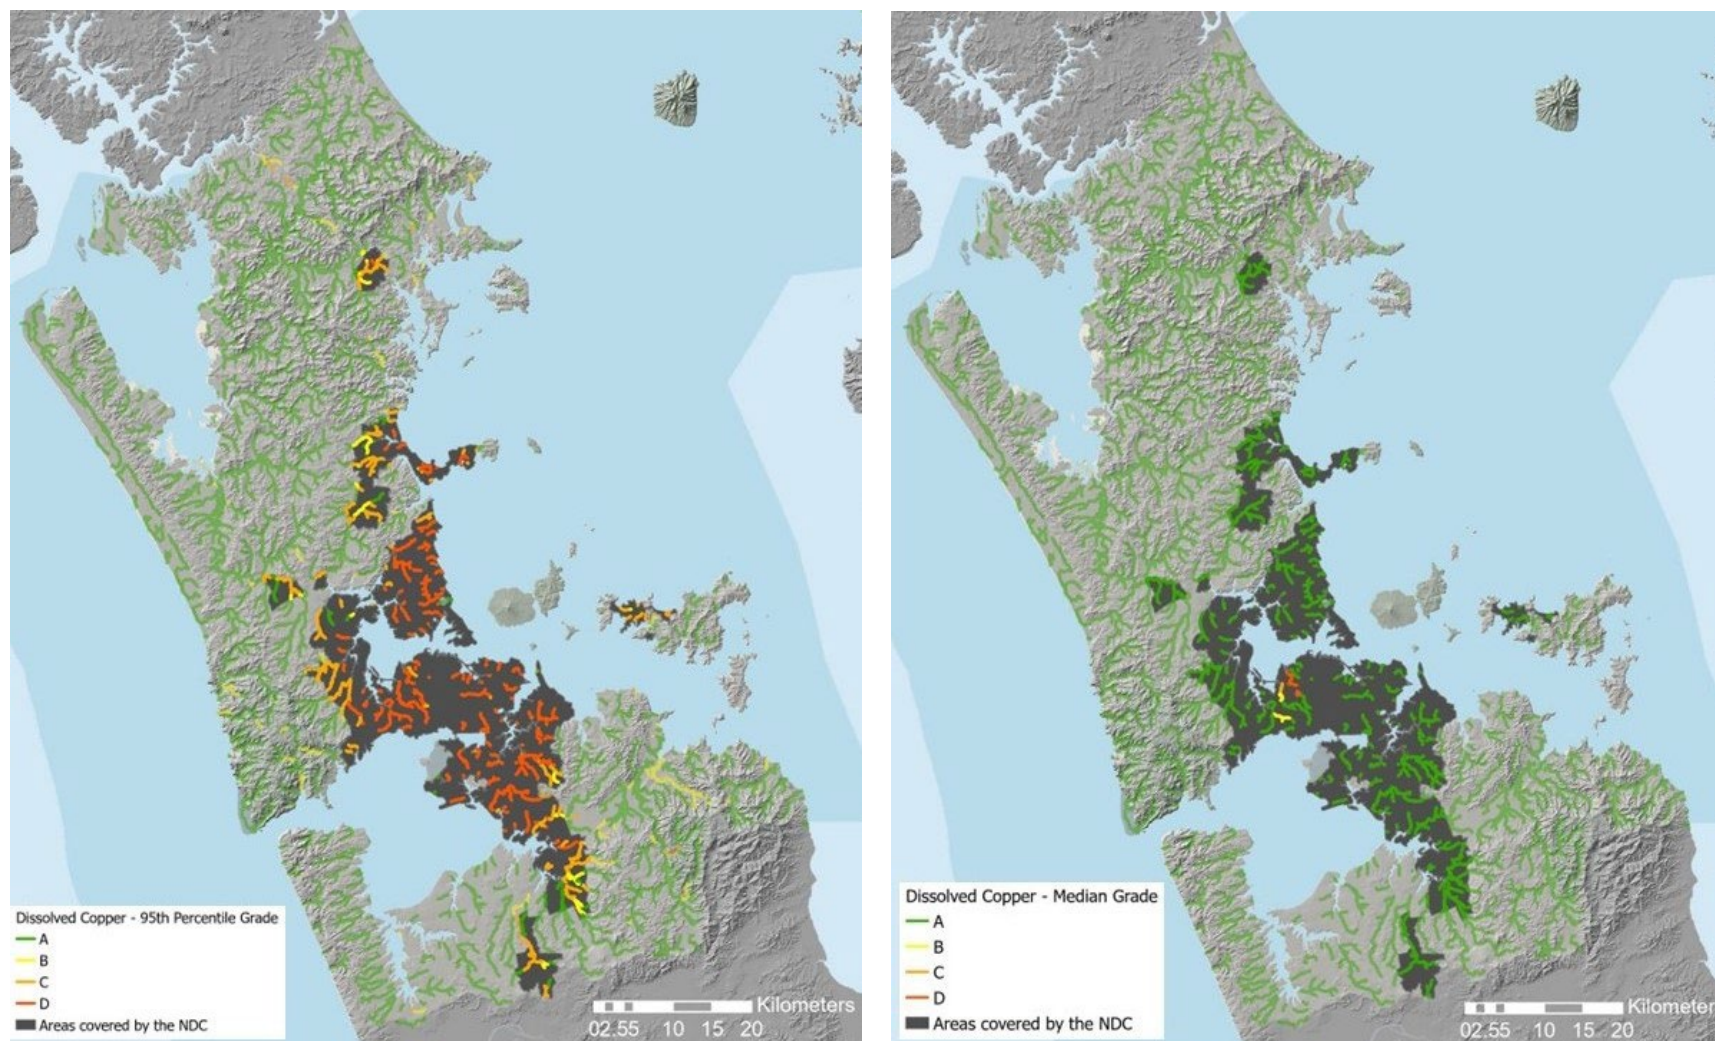 Dissolved Copper - 95th Percentile Grade
A
B
C
D
Areas covered by the NDC
Kilometers
02.55 10 15 20
Dissolved Copper - Median Grade
A
B
C
D
Areas covered by the NDC
Kilometer
02.55 10 15 20